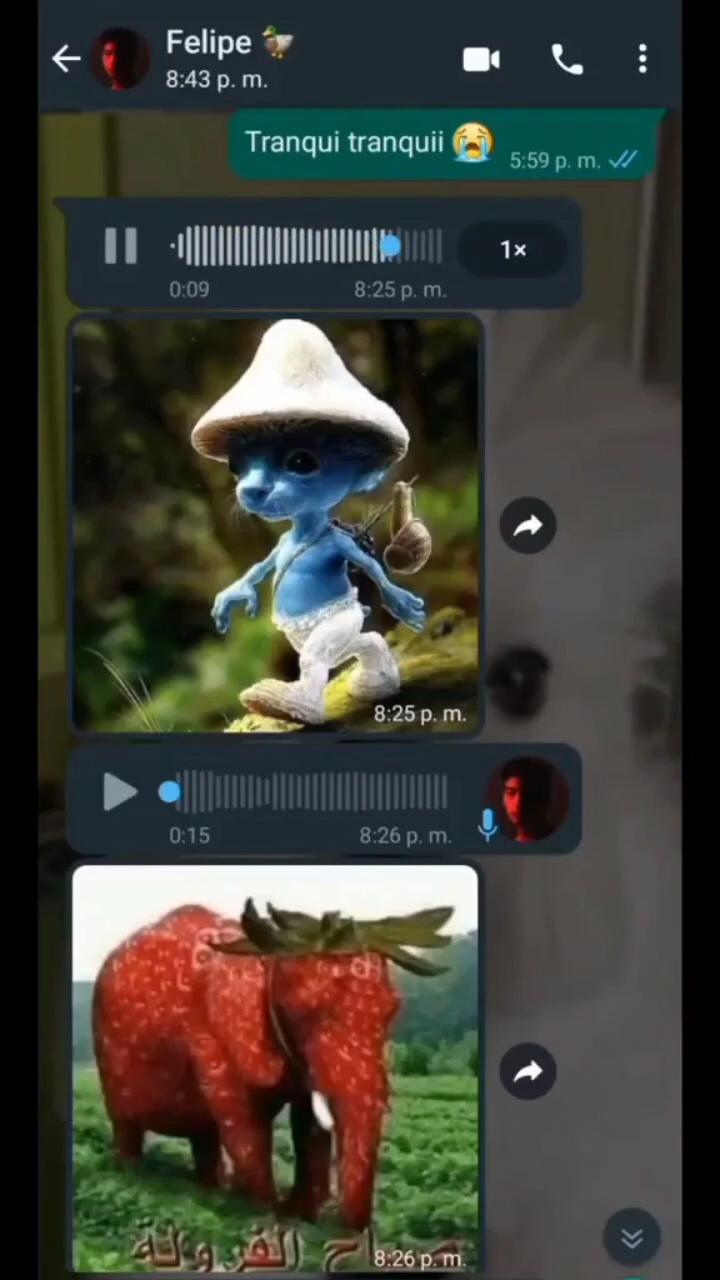 Felipe 🦆
8:43 p. m.
Tranqui tranquii 😭
5:59 p. m.
1×
0:09
8:25 p. m.
8:25 p. m.
0:15
8:26 p. m.
الفرولة
8:26 p. m.